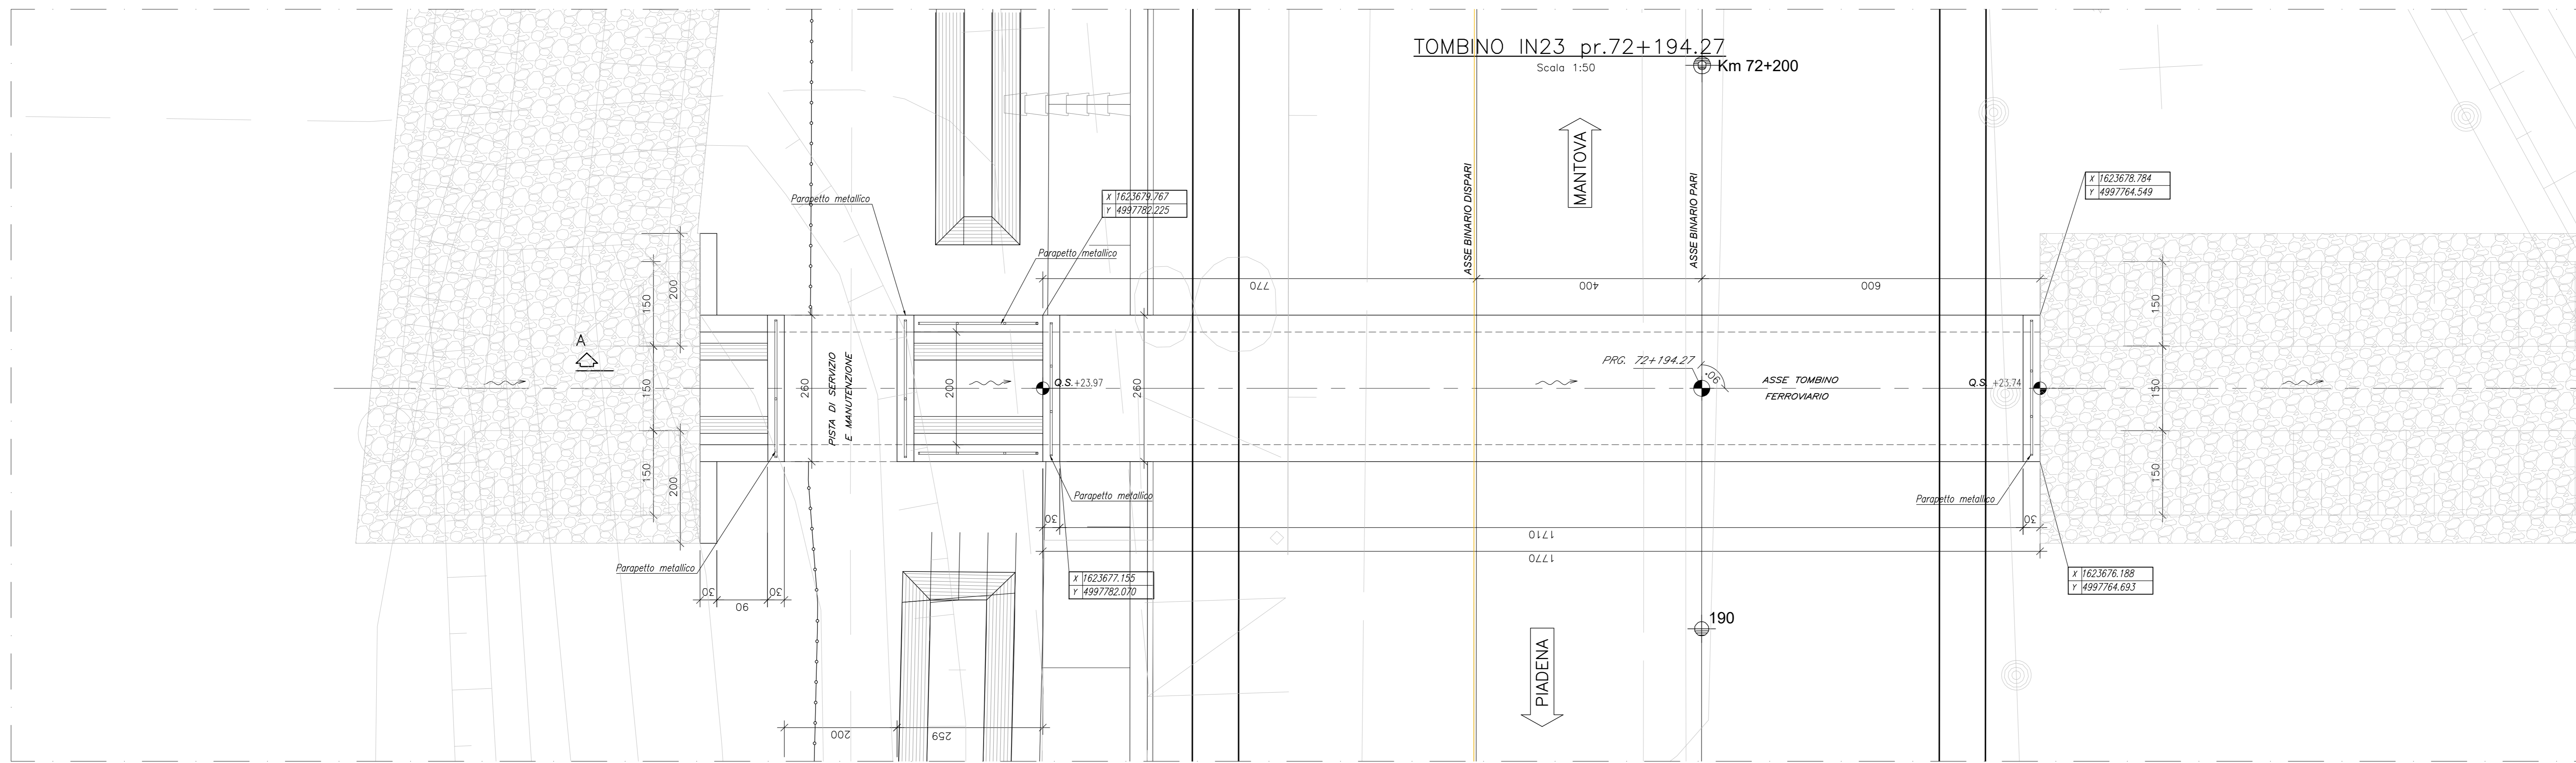 TOMBINO IN23 pr.72+194.27
Scala 1:50
Km 72+200
MANTOVA
ASSE BINARIO DISPARI
ASSE BINARIO PARI
X 1623678.784
Y 4997764.549
X 1623679.767
Y 4997782.225
Parapetto metallico
Parapetto metallico
770
400
600
200
150
150
A
PISTA DI SERVIZIO
E MANUTENZIONE
260
200
260
150
Q.S.+23.97
PRG. 72+194.27
90°
ASSE TOMBINO
FERROVIARIO
Q.S. +23.74
150
150
200
150
Parapetto metallico
Parapetto metallico
30
30
1710
1770
Parapetto metallico
X 1623677.155
Y 4997782.070
X 1623676.188
Y 4997764.693
30
90
30
190
PIADENA
200
259